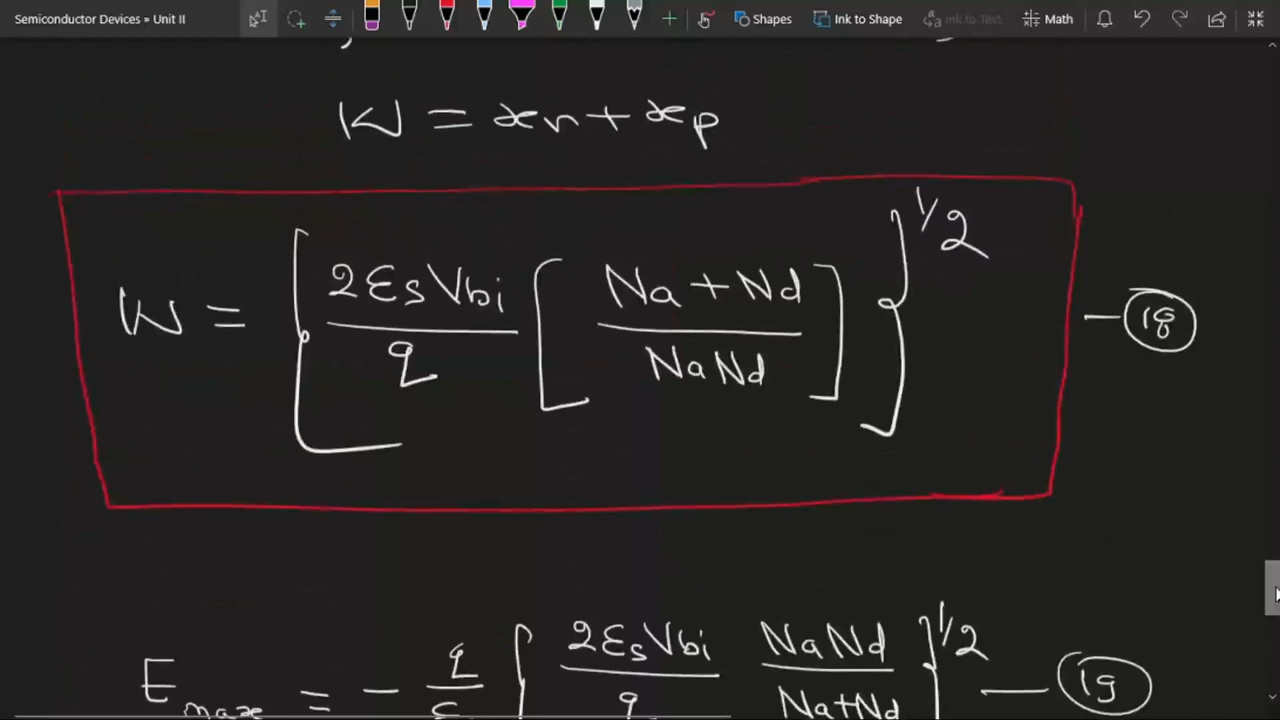 Semiconductor Devices » Unit II
Shapes Ink to Shape Ink to Text Math
W = xn + xp
W = { 2εsVbi / q [ Na + Nd / NaNd ] }^1/2 — 18
Emax = - q / ε { 2εsVbi / q NaNd / Na+Nd }^1/2 — 19